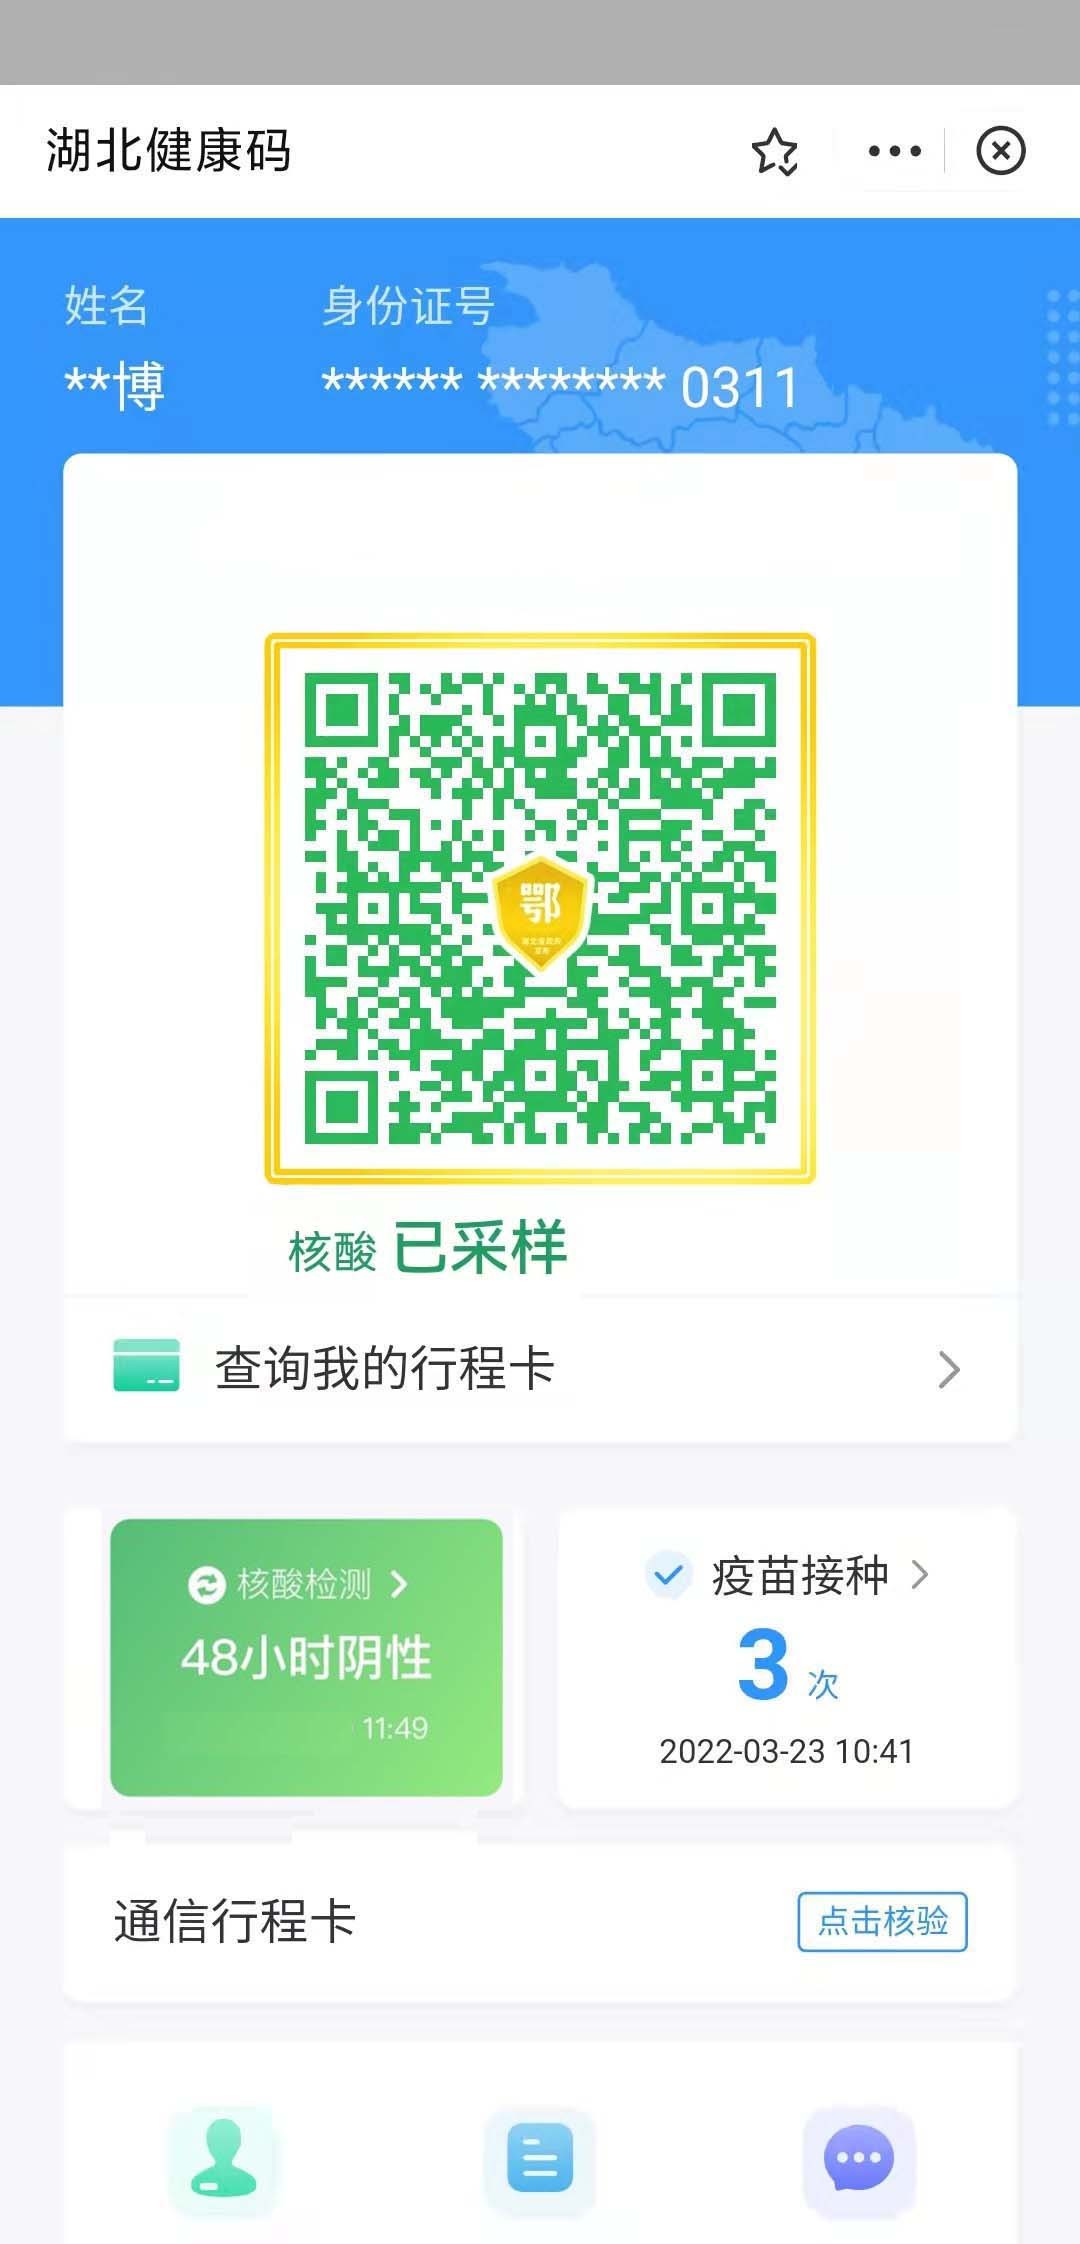 湖北健康码
姓名 身份证号
**博 ****** ******** 0311
鄂
核酸 已采样
查询我的行程卡
核酸检测
48小时阴性
11:49
疫苗接种
3 次
2022-03-23 10:41
通信行程卡 点击核验